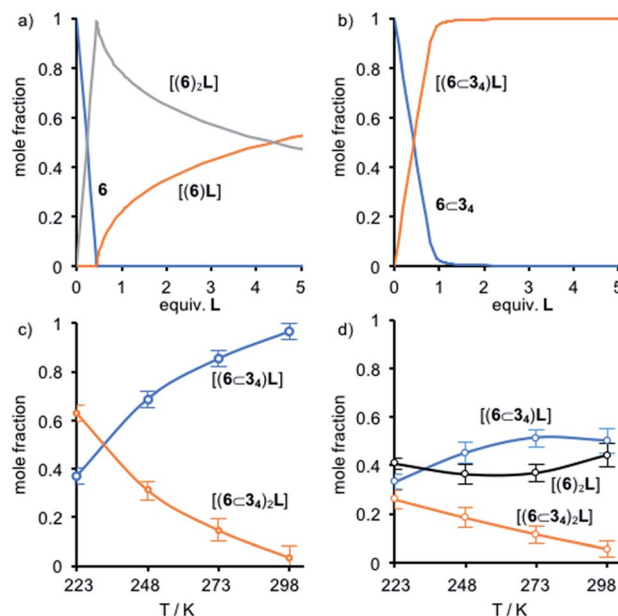 a)
mole fraction
1
0.8
0.6
0.4
0.2
0
[(6)₂L]
6
[(6)L]
0 1 2 3 4 5
equiv. L
b)
mole fraction
1
0.8
0.6
0.4
0.2
0
[(6⊂3₄)L]
6⊂3₄
0 1 2 3 4 5
equiv. L
c)
mole fraction
1
0.8
0.6
0.4
0.2
0
[(6⊂3₄)L]
[(6⊂3₄)₂L]
223 248 273 298
T / K
d)
mole fraction
1
0.8
0.6
0.4
0.2
0
[(6⊂3₄)L]
[(6)₂L]
[(6⊂3₄)₂L]
223 248 273 298
T / K